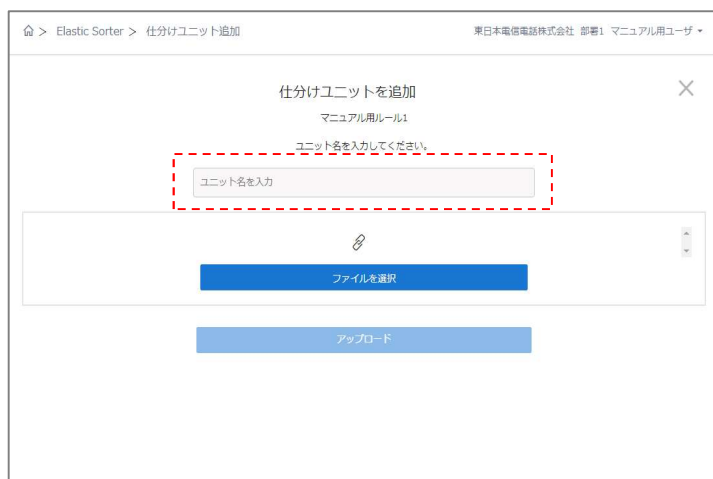 > Elastic Sorter > 仕分けユニット追加 東日本電信電話株式会社 部署1 マニュアル用ユーザ
仕分けユニットを追加
マニュアル用ルール1
ユニット名を入力してください。
ユニット名を入力
ファイルを選択
アップロード